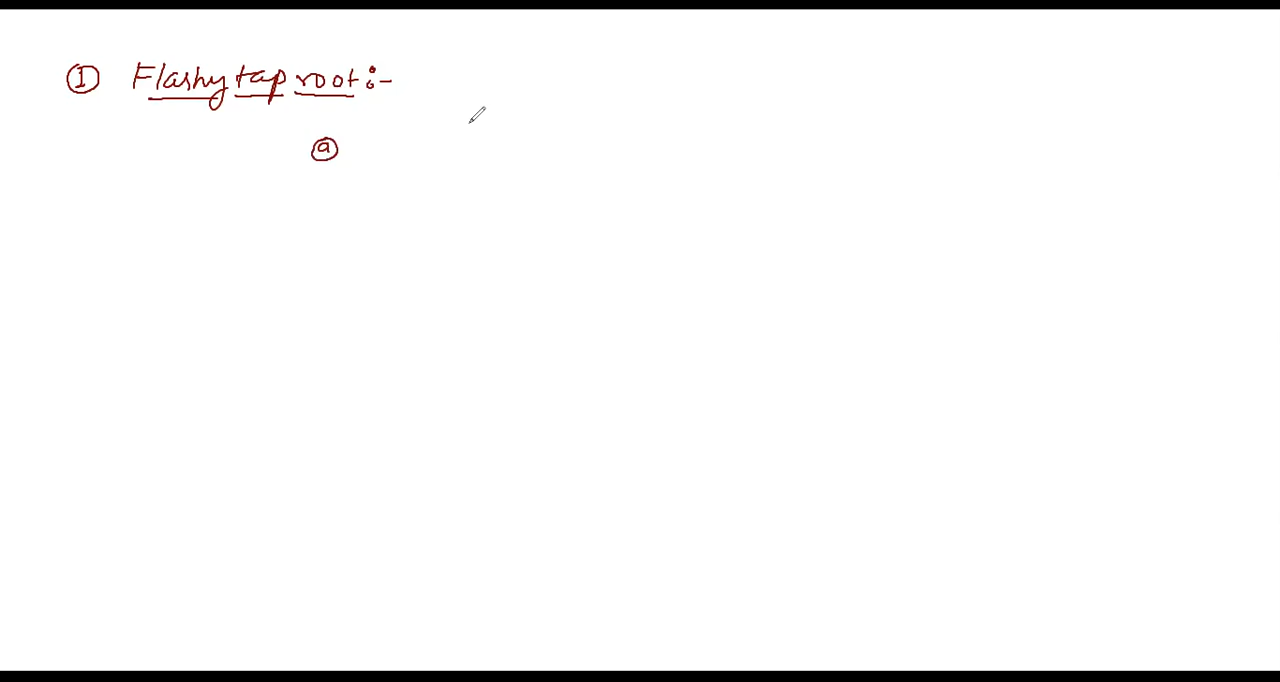 ① Flashy tap root :-
ⓐ